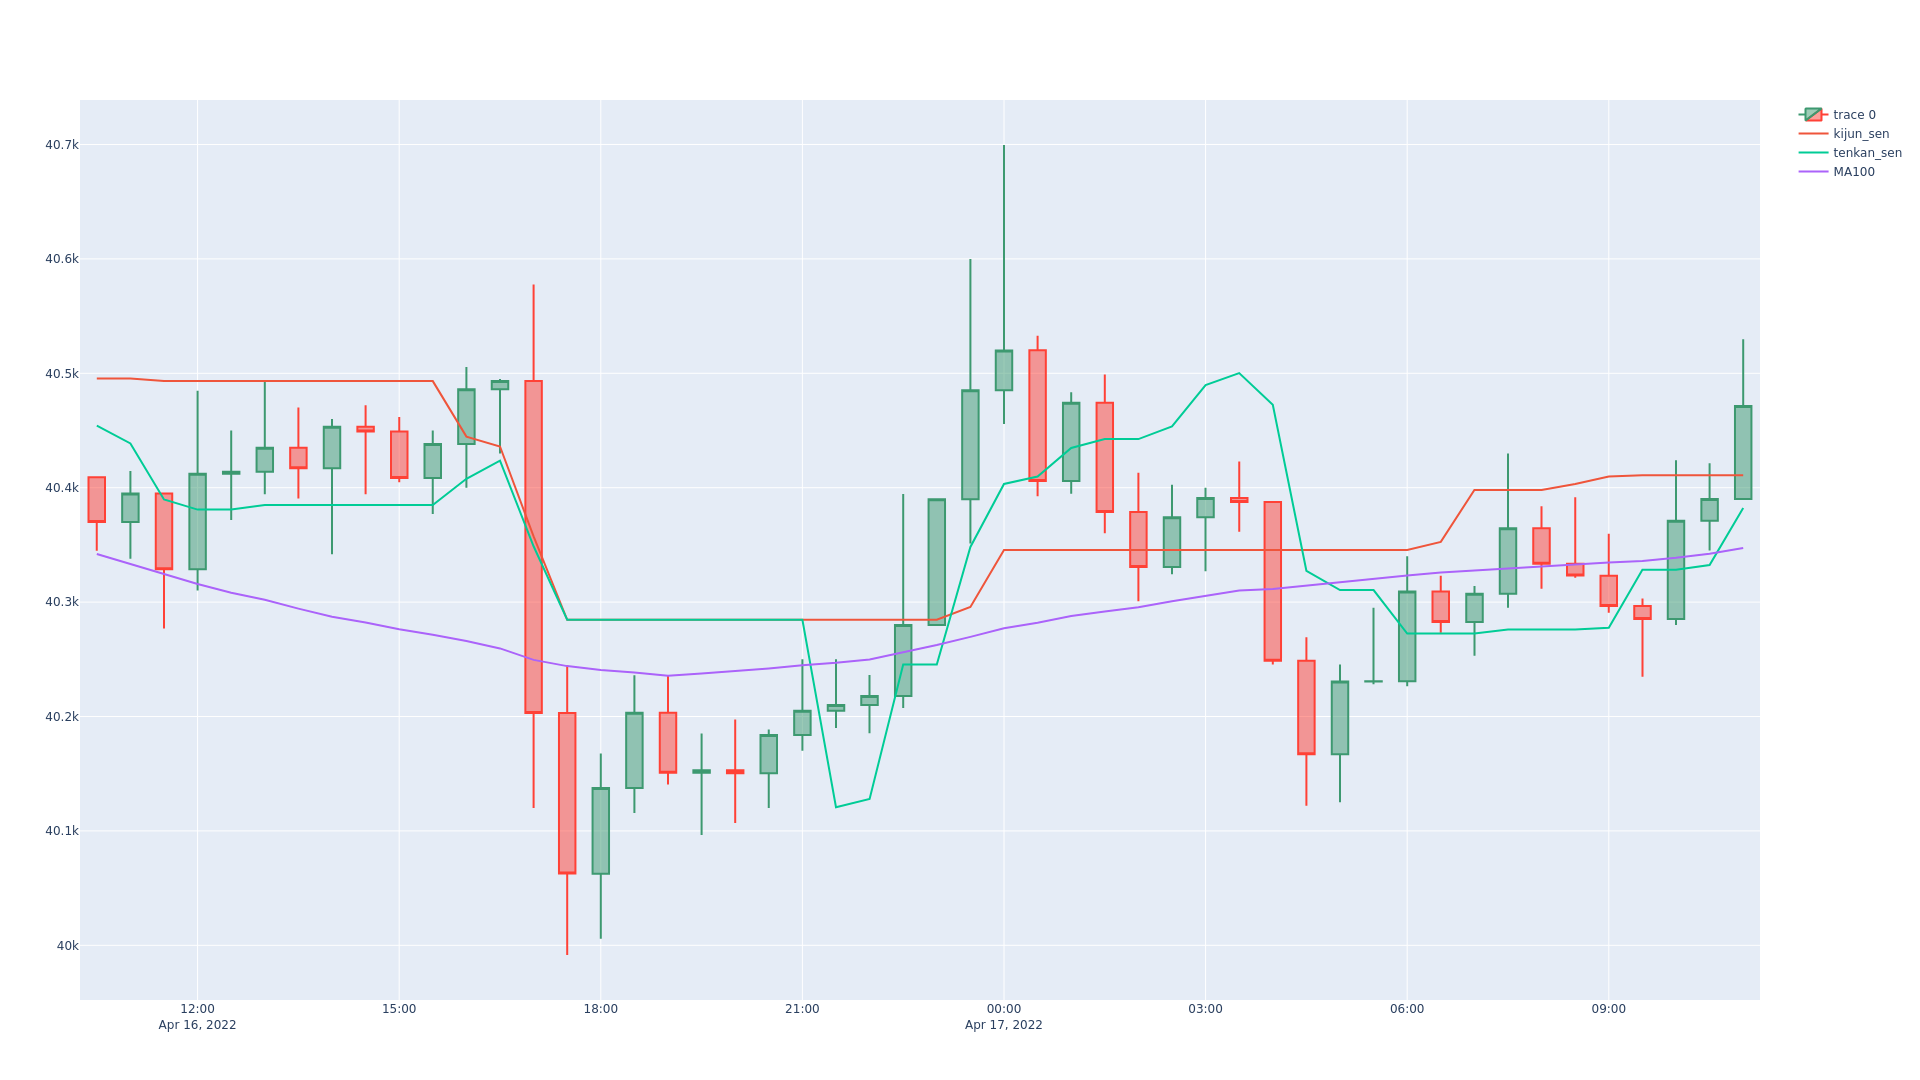 trace 0
kijun_sen
tenkan_sen
MA100
40.7k
40.6k
40.5k
40.4k
40.3k
40.2k
40.1k
40k
12:00 15:00 18:00 21:00 00:00 03:00 06:00 09:00
Apr 16, 2022 Apr 17, 2022